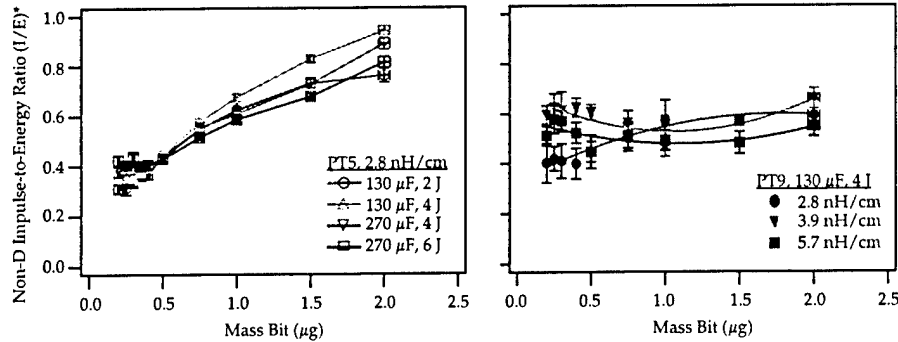 Non-D Impulse-to-Energy Ratio (I/E)*
1.0
0.8
0.6
0.4
0.2
0.0
PT5, 2.8 nH/cm
130 μF, 2 J
130 μF, 4 J
270 μF, 4 J
270 μF, 6 J
0.0 0.5 1.0 1.5 2.0 2.5
Mass Bit (μg)
PT9, 130 μF, 4 J
2.8 nH/cm
3.9 nH/cm
5.7 nH/cm
0.0 0.5 1.0 1.5 2.0 2.5
Mass Bit (μg)